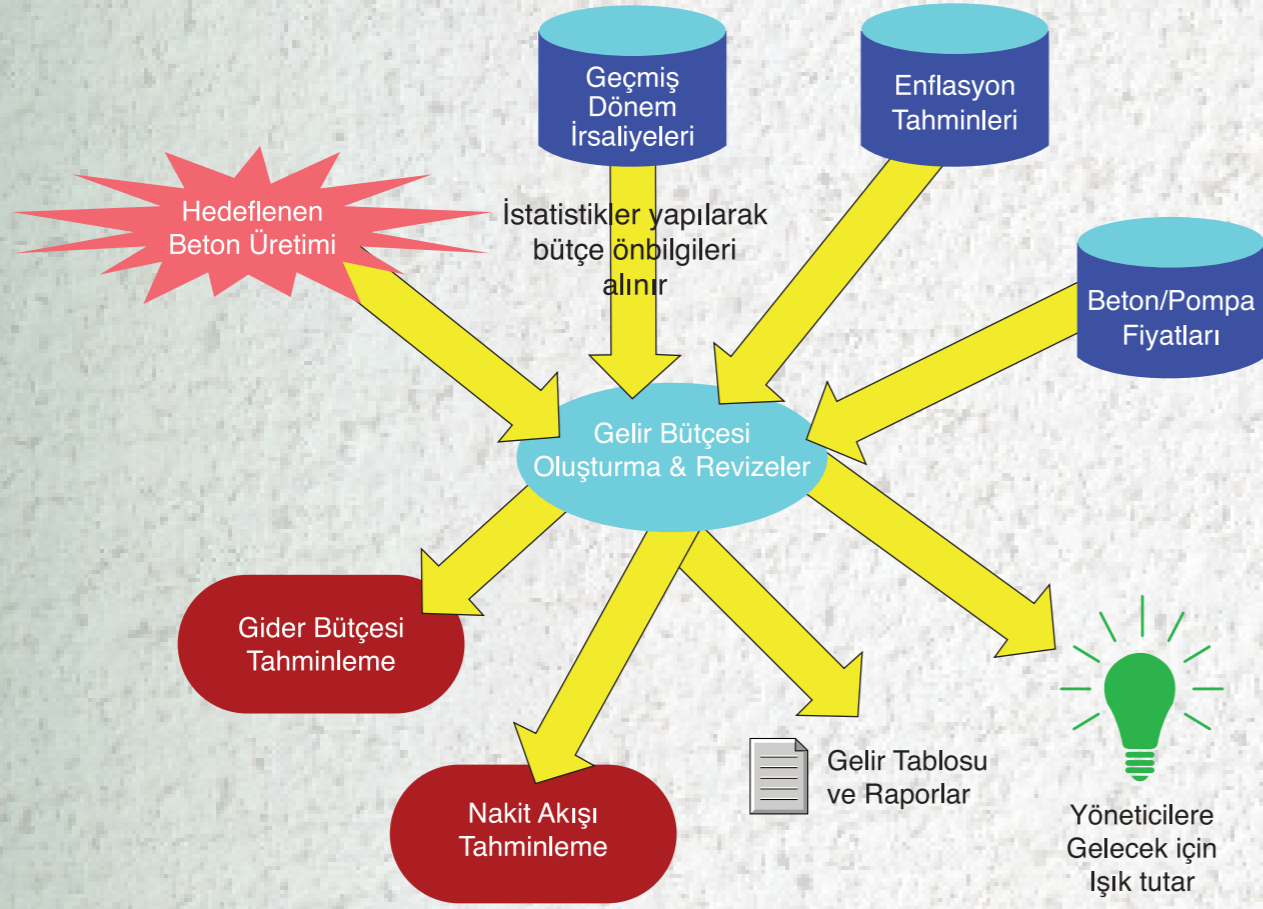 Geçmiş
Dönem
İrsaliyeleri
Enflasyon
Tahminleri
Hedeflenen
Beton Üretimi
İstatistikler yapılarak
bütçe önbilgileri
alınır
Beton/Pompa
Fiyatları
Gelir Bütçesi
Oluşturma & Revizeler
Gider Bütçesi
Tahminleme
Nakit Akışı
Tahminleme
Gelir Tablosu
ve Raporlar
Yöneticilere
Gelecek için
Işık tutar